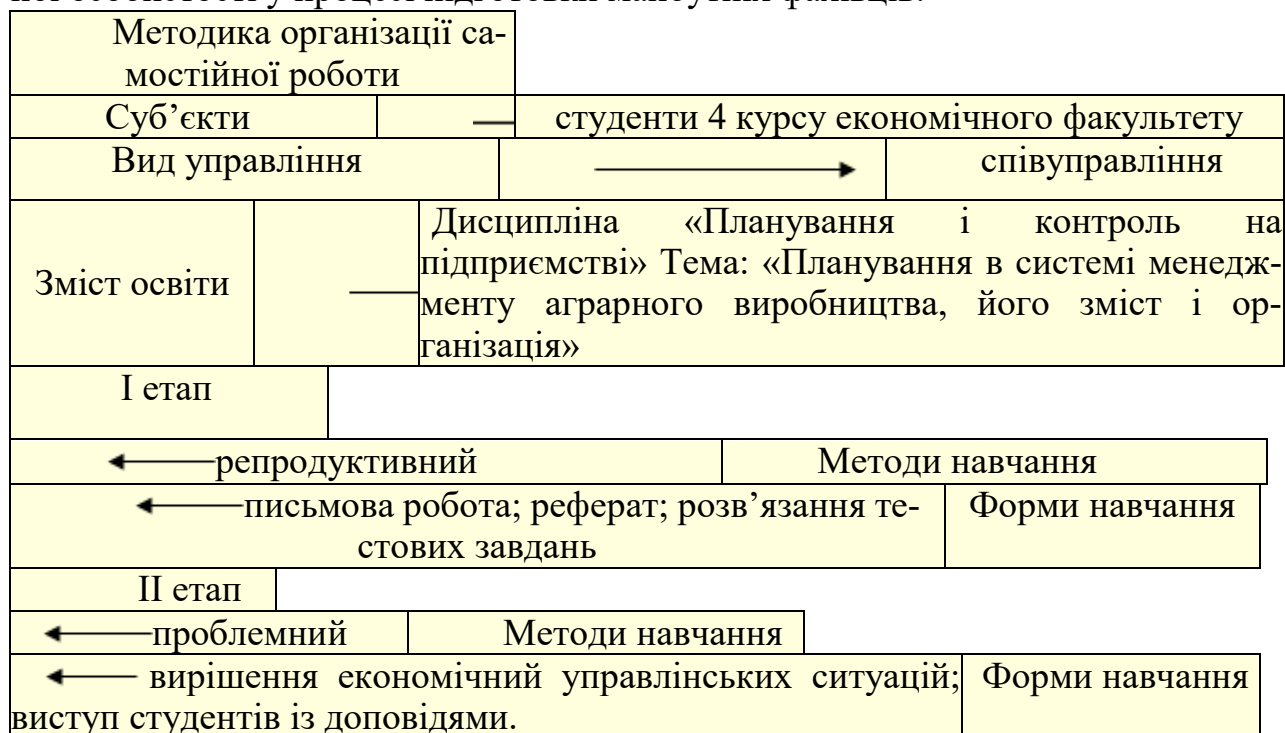 Методика організації са-
мостійної роботи
Суб’єкти студенти 4 курсу економічного факультету
Вид управління співуправління
Дисципліна «Планування і контроль на
підприємстві» Тема: «Планування в системі менедж-
Зміст освіти
менту аграрного виробництва, його зміст і ор-
ганізація»
І етап
репродуктивний Методи навчання
письмова робота; реферат; розв’язання те-
стових завдань
Форми навчання
ІІ етап
проблемний Методи навчання
вирішення економічний управлінських ситуацій;
виступ студентів із доповідями.
Форми навчання